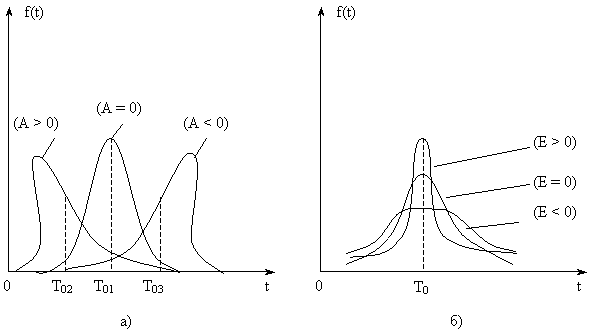 f(t)
(A = 0)
(A > 0)
(A < 0)
0
T02
T01
T03
t
а)
f(t)
(E > 0)
(E = 0)
(E < 0)
0
T0
t
б)